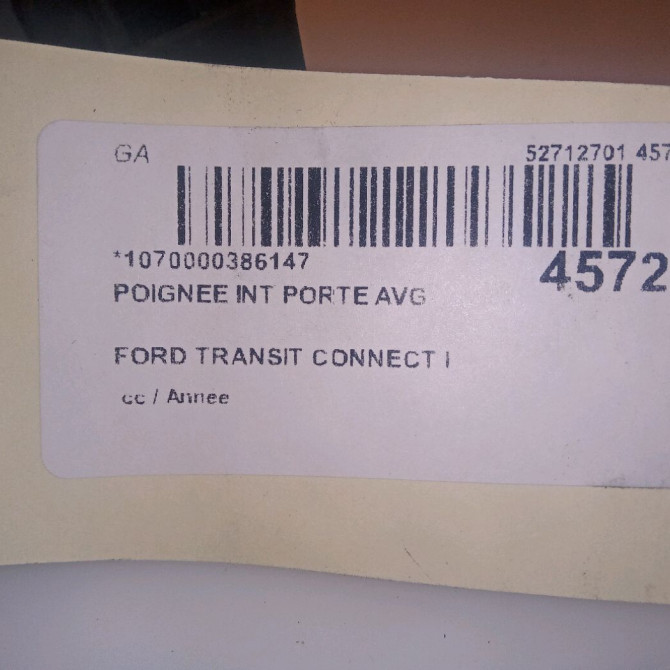 GA
52712701 457
*1070000386147
4572
POIGNEE INT PORTE AVG
FORD TRANSIT CONNECT I
cc / Annee